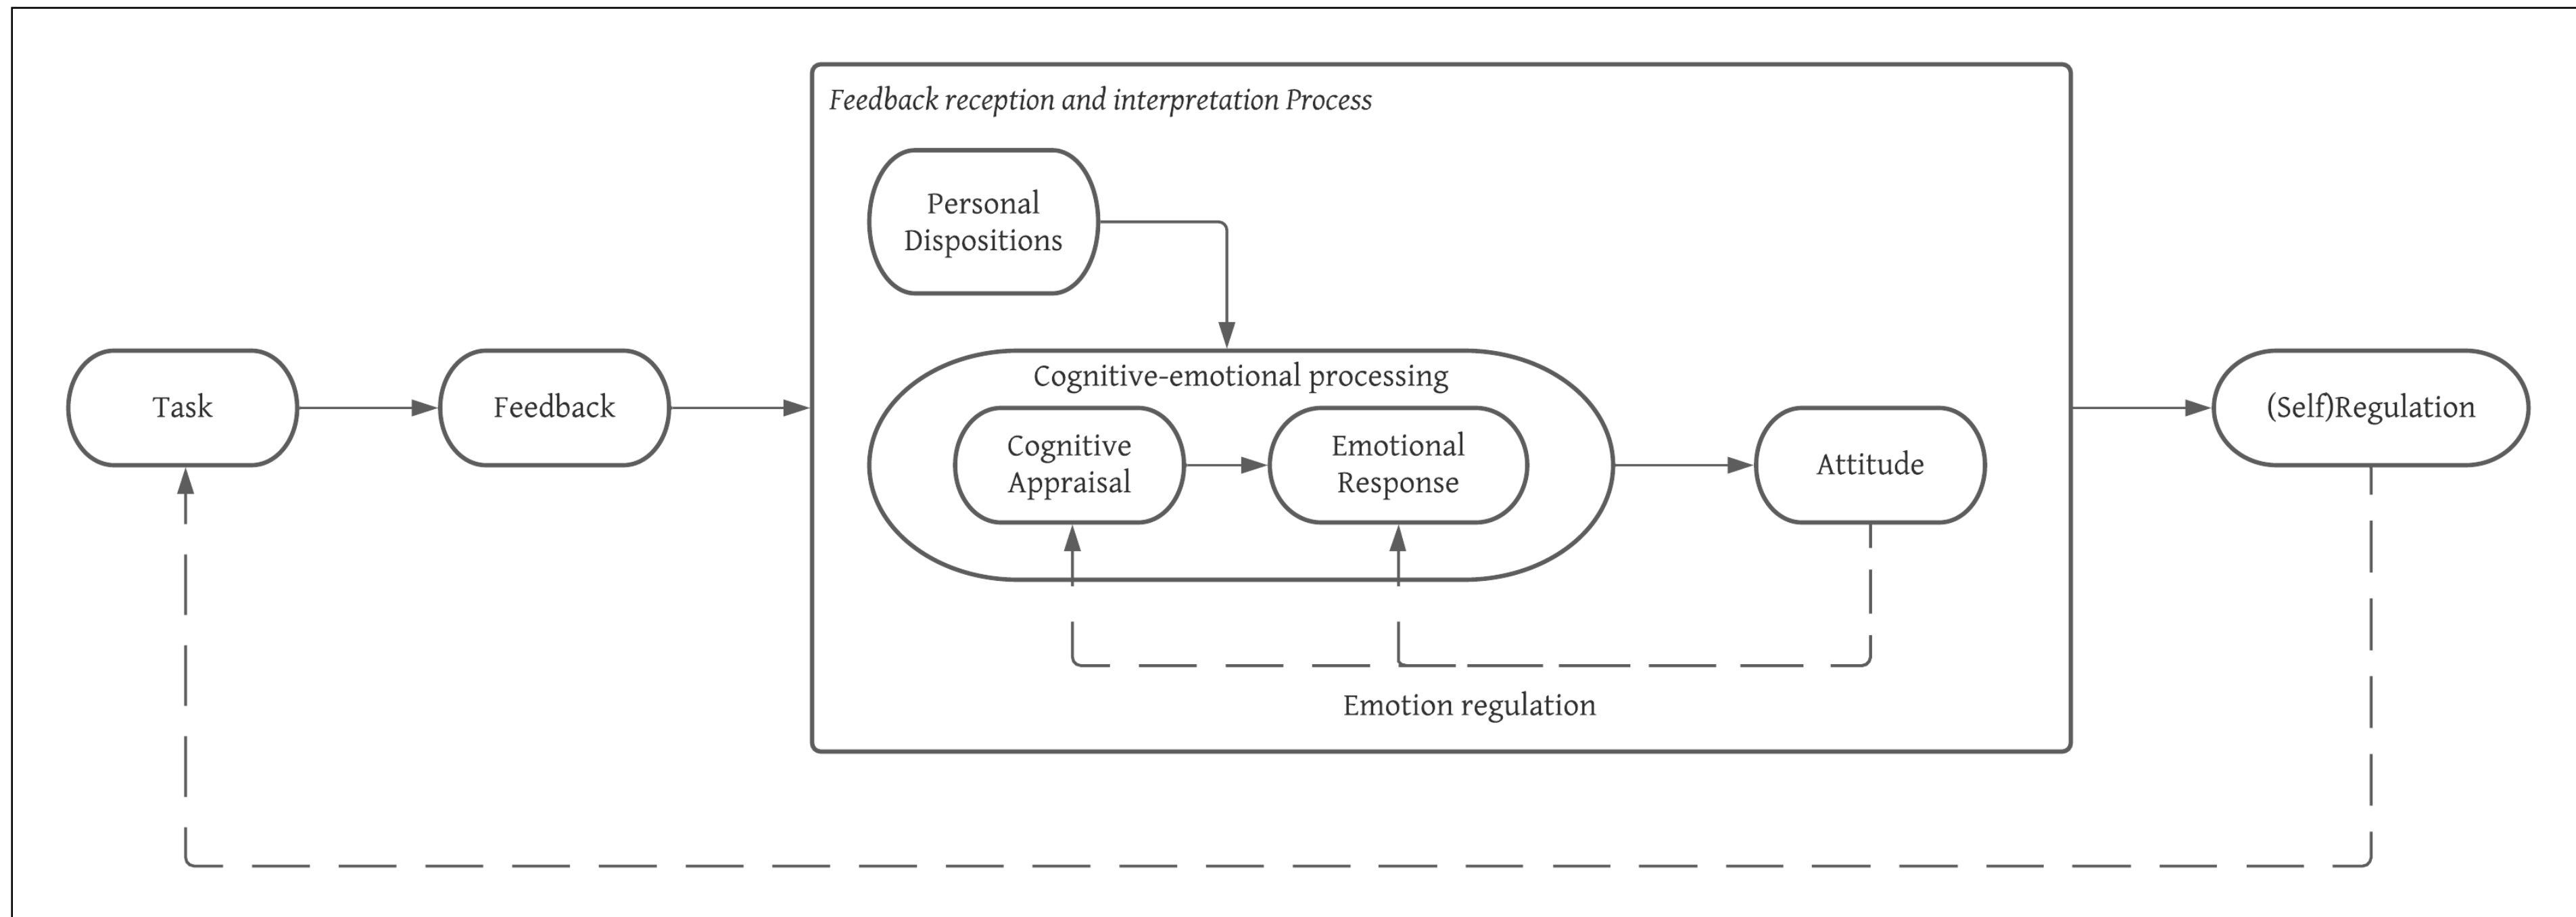 Feedback reception and interpretation Process
Personal
Dispositions
Task
Feedback
Cognitive-emotional processing
Cognitive
Appraisal
Emotional
Response
Attitude
(Self)Regulation
Emotion regulation